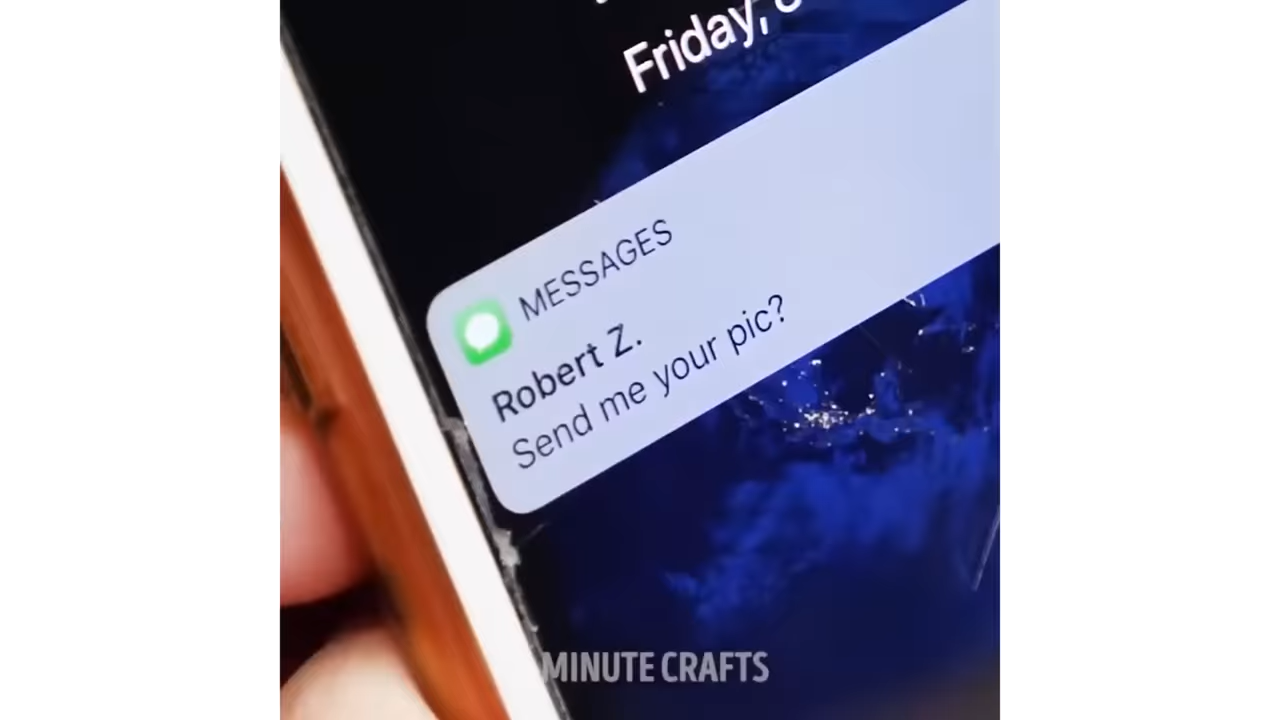 Friday,
MESSAGES
Robert Z.
Send me your pic?
MINUTE CRAFTS